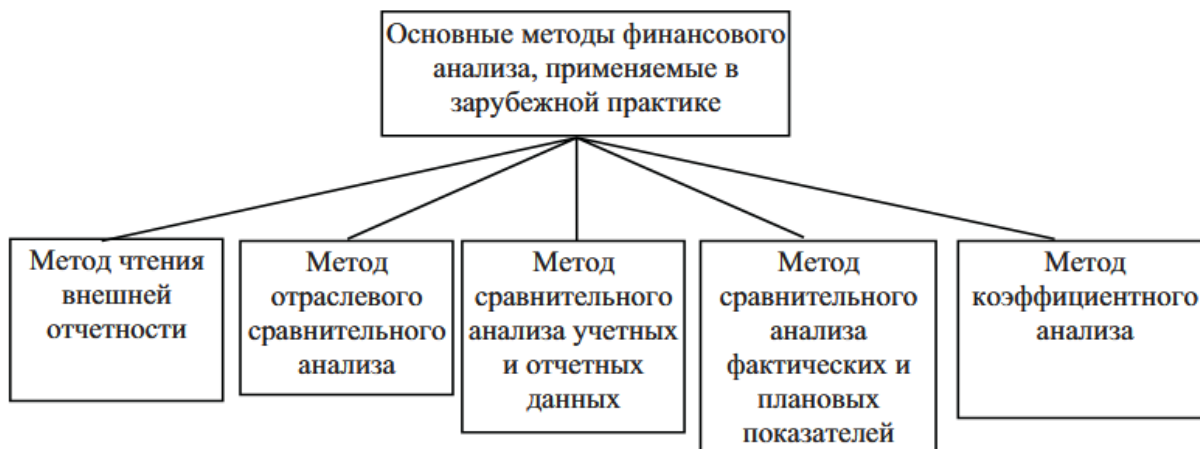 Основные методы финансового
анализа, применяемые в
зарубежной практике
Метод чтения
внешней
отчетности
Метод
отраслевого
сравнительного
анализа
Метод
сравнительного
анализа учетных
и отчетных
данных
Метод
сравнительного
анализа
фактических и
плановых
показателей
Метод
коэффициентного
анализа